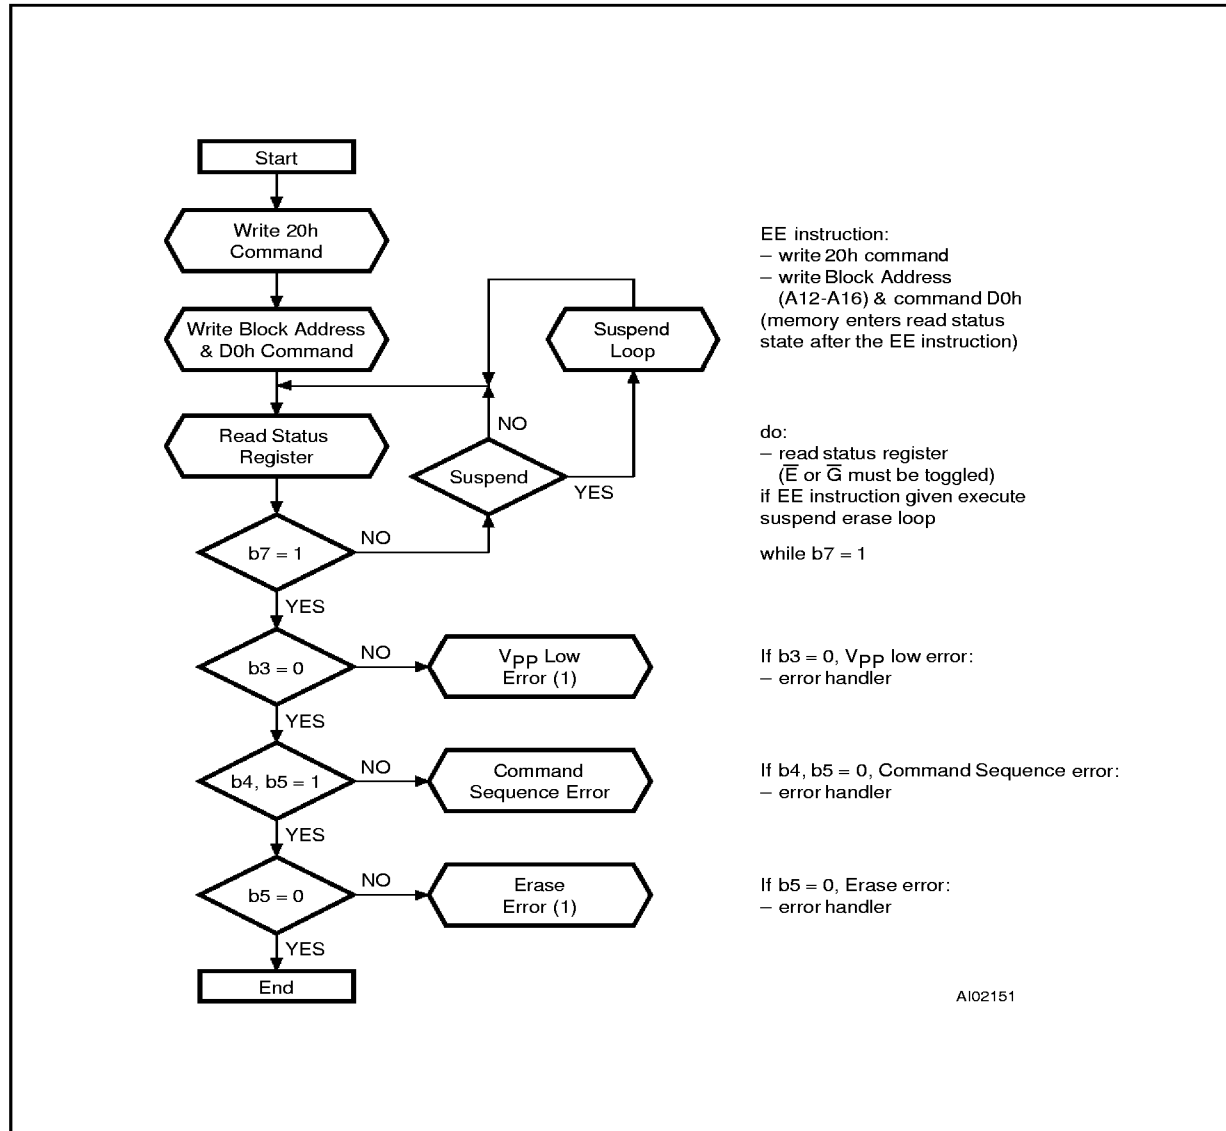 Start
Write 20h
Command
Write Block Address
& D0h Command
Read Status
Register
b7 = 1
NO
YES
Suspend
NO
YES
Suspend
Loop
b3 = 0
NO
YES
VPP Low
Error (1)
b4, b5 = 1
NO
YES
Command
Sequence Error
b5 = 0
NO
YES
Erase
Error (1)
End
EE instruction:
– write 20h command
– write Block Address
(A12-A16) & command D0h
(memory enters read status
state after the EE instruction)
do:
– read status register
(E̅ or G̅ must be toggled)
if EE instruction given execute
suspend erase loop
while b7 = 1
If b3 = 0, VPP low error:
– error handler
If b4, b5 = 0, Command Sequence error:
– error handler
If b5 = 0, Erase error:
– error handler
AI02151